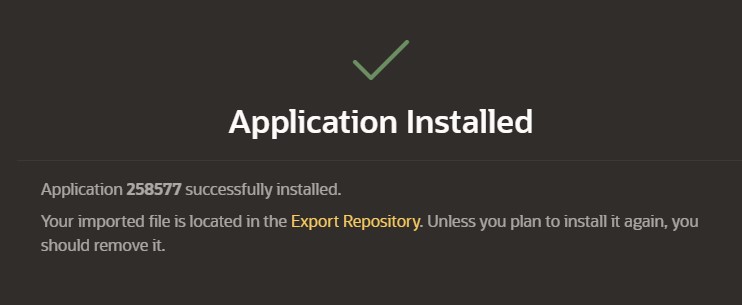 Application Installed
Application 258577 successfully installed.
Your imported file is located in the Export Repository. Unless you plan to install it again, you
should remove it.